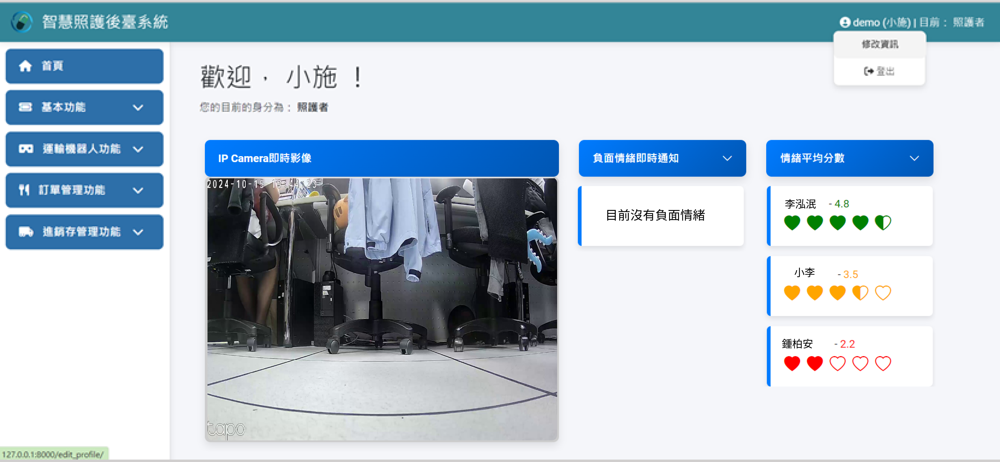 智慧照護後臺系統
demo (小施) | 目前： 照護者
修改資訊
登出
首頁
基本功能
運輸機器人功能
訂單管理功能
進銷存管理功能
歡迎， 小施 ！
您的目前的身分為： 照護者
IP Camera即時影像
2024-10-15 19:44:23
tapo
負面情緒即時通知
目前沒有負面情緒
情緒平均分數
李泓泯 - 4.8
小李 - 3.5
鍾柏安 - 2.2
127.0.0.1:8000/edit_profile/